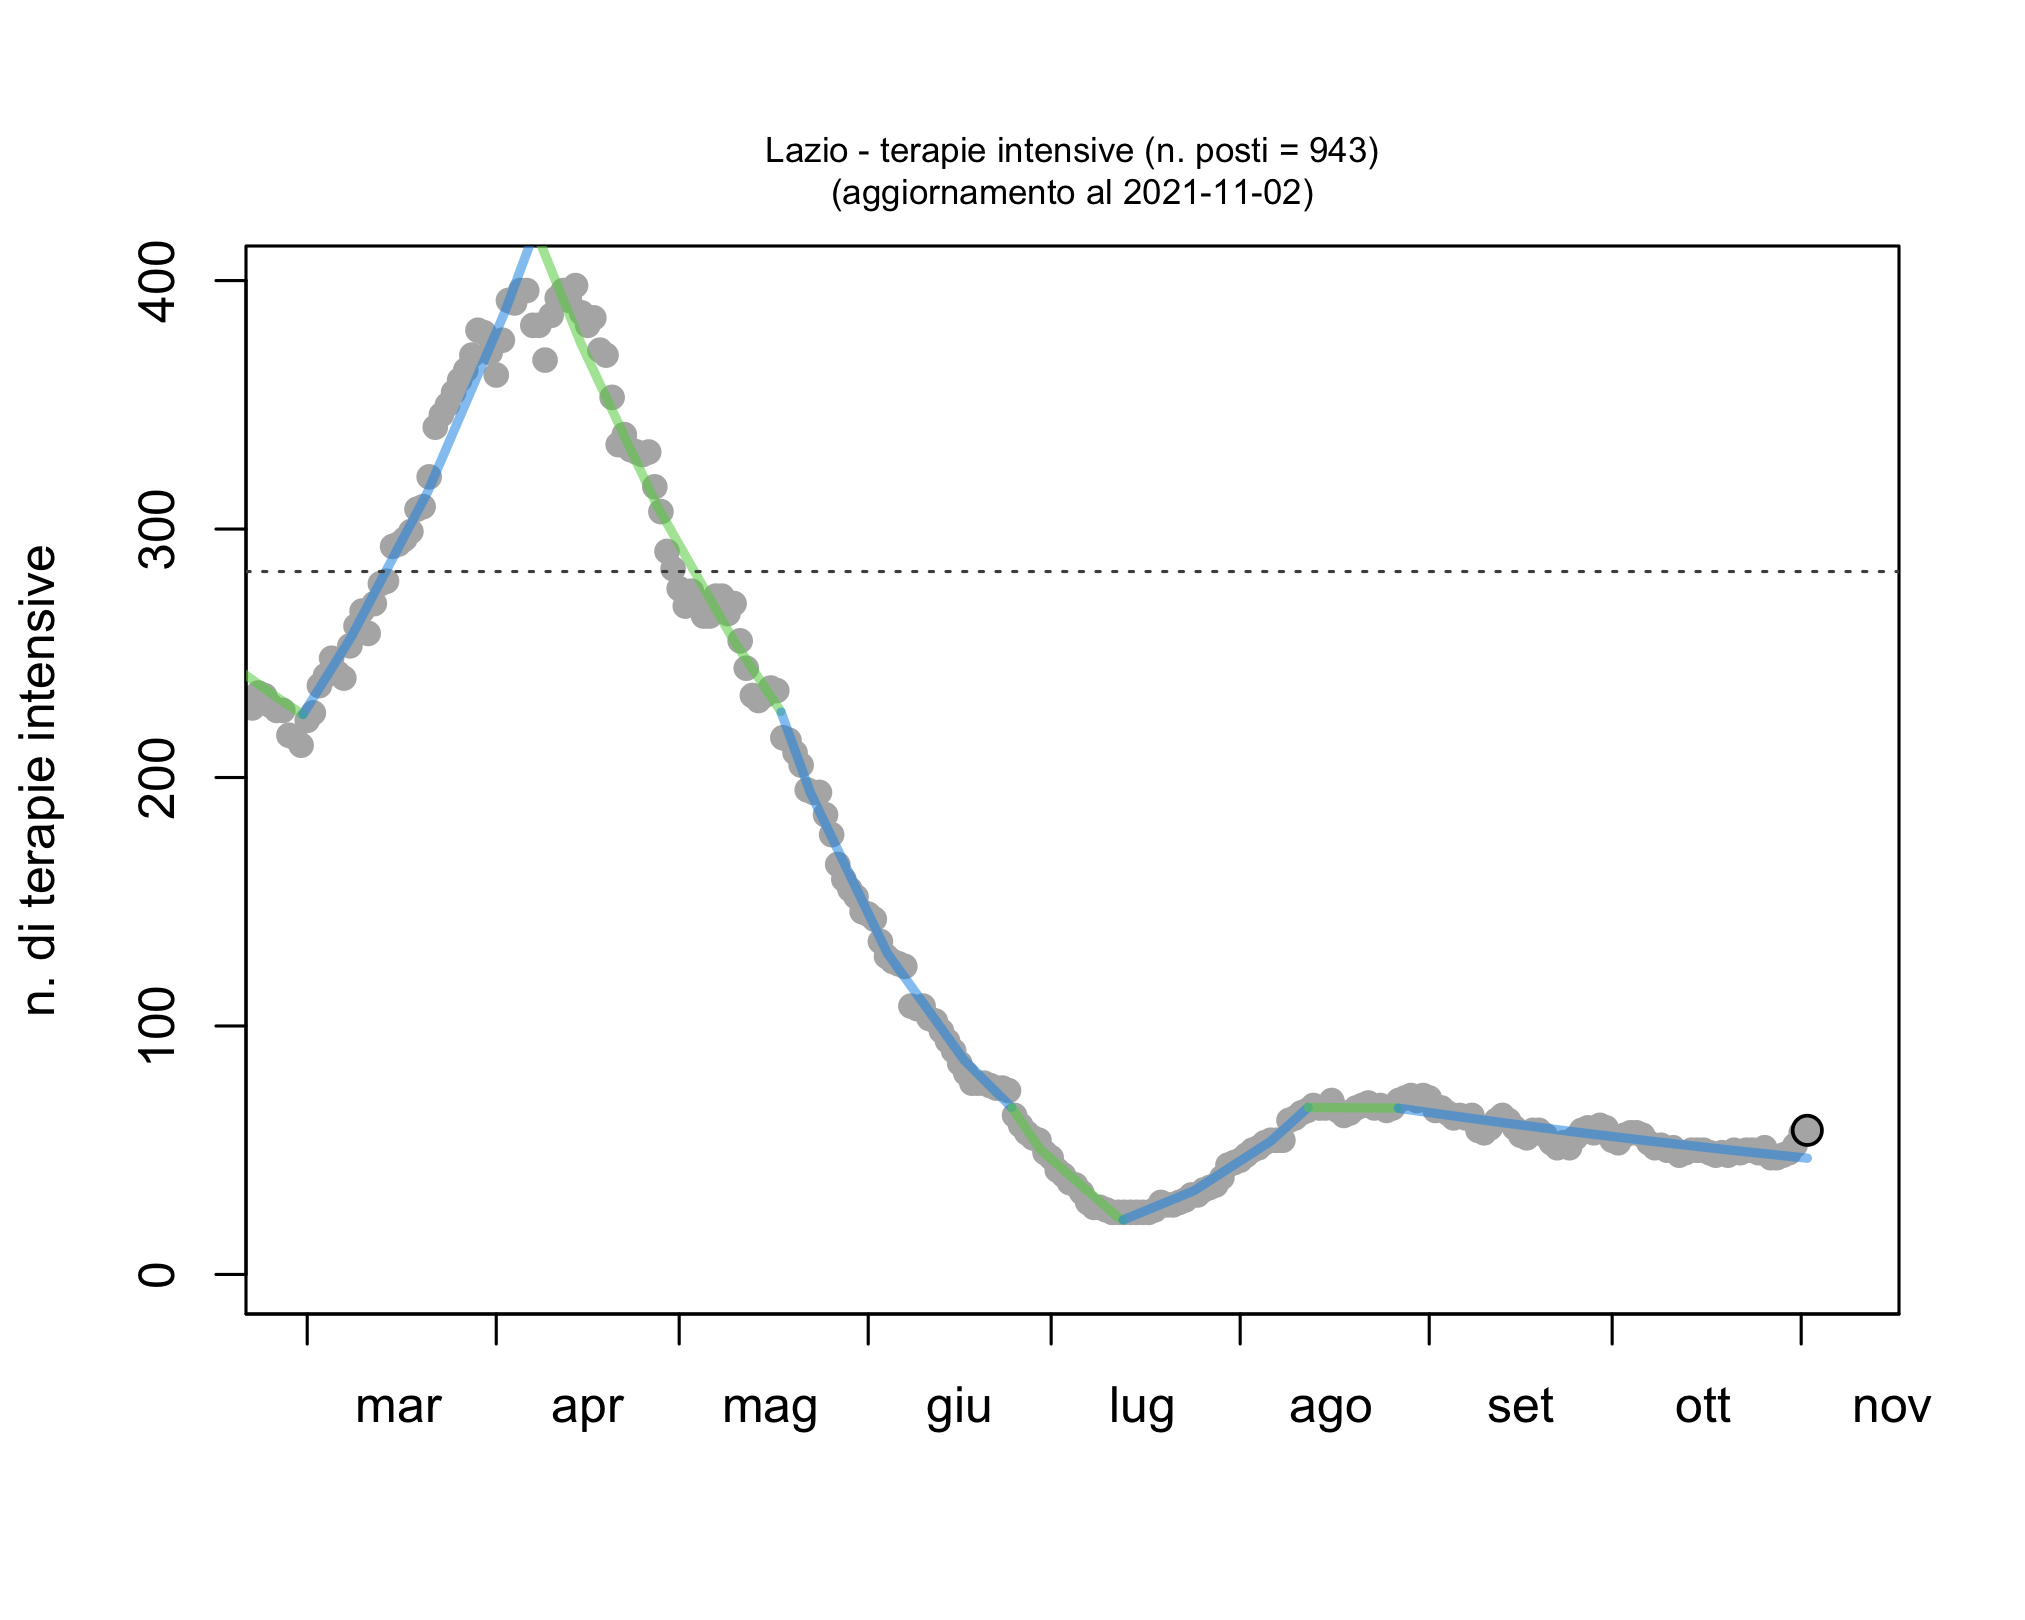 Lazio - terapie intensive (n. posti = 943)
(aggiornamento al 2021-11-02)
n. di terapie intensive
400
300
200
100
0
mar apr mag giu lug ago set ott nov